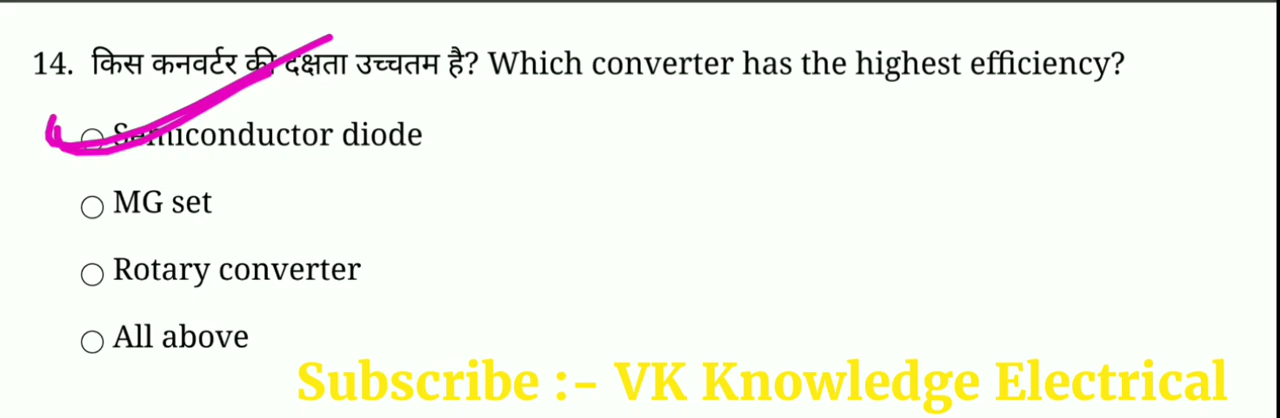 14. किस कनवर्टर की दक्षता उच्चतम है? Which converter has the highest efficiency?
Semiconductor diode
MG set
Rotary converter
All above
Subscribe :- VK Knowledge Electrical